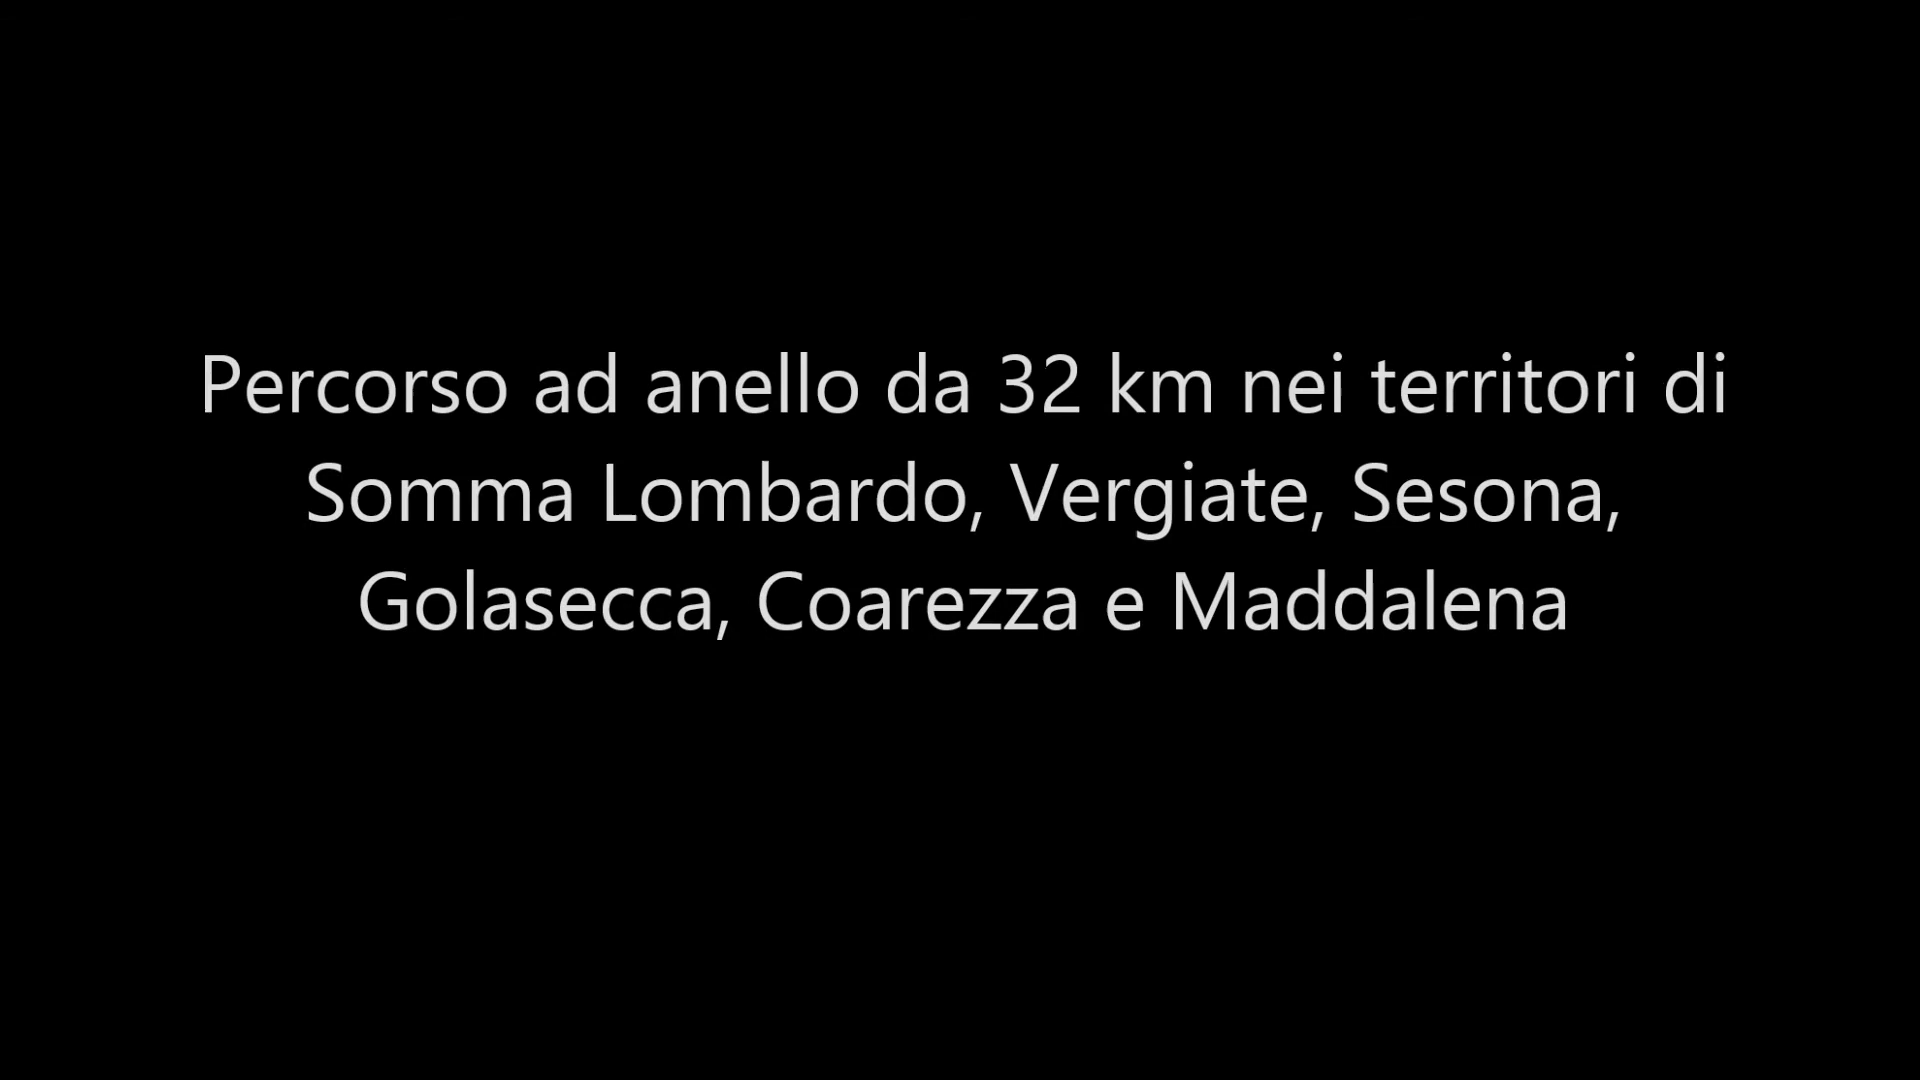 Percorso ad anello da 32 km nei territori di
Somma Lombardo, Vergiate, Sesona,
Golasecca, Coarezza e Maddalena